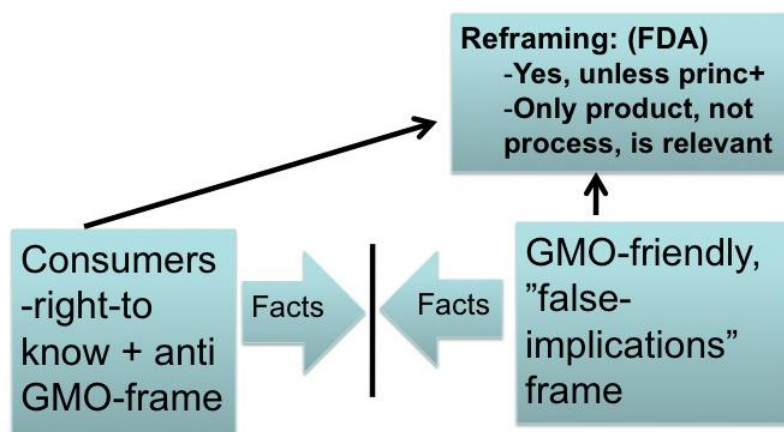 Reframing: (FDA)
-Yes, unless princ+
-Only product, not
process, is relevant
Consumers
-right-to
know + anti
GMO-frame
Facts
Facts
GMO-friendly,
”false-
implications”
frame